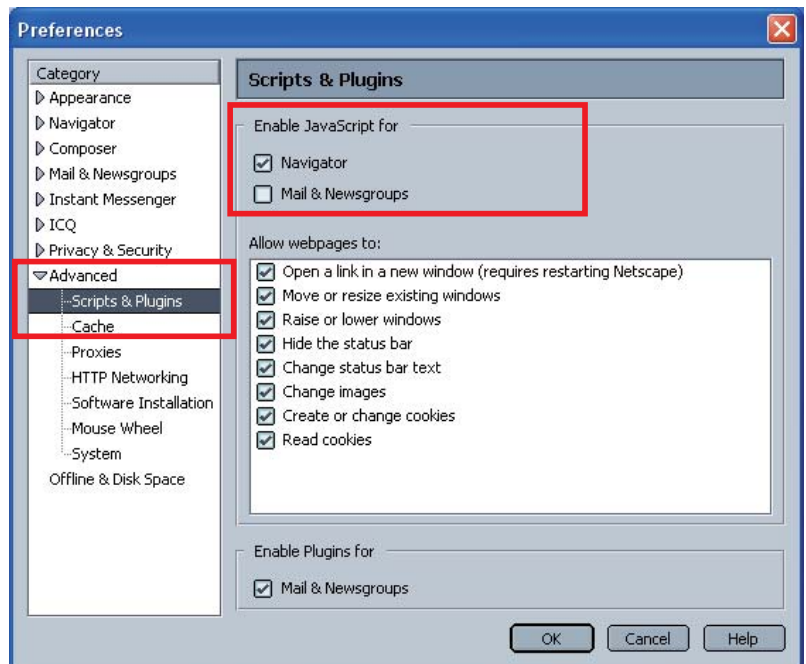 Preferences
Category
Appearance
Navigator
Composer
Mail & Newsgroups
Instant Messenger
ICQ
Privacy & Security
Advanced
Scripts & Plugins
Cache
Proxies
HTTP Networking
Software Installation
Mouse Wheel
System
Offline & Disk Space
Scripts & Plugins
Enable JavaScript for
Navigator
Mail & Newsgroups
Allow webpages to:
Open a link in a new window (requires restarting Netscape)
Move or resize existing windows
Raise or lower windows
Hide the status bar
Change status bar text
Change images
Create or change cookies
Read cookies
Enable Plugins for
Mail & Newsgroups
OK Cancel Help